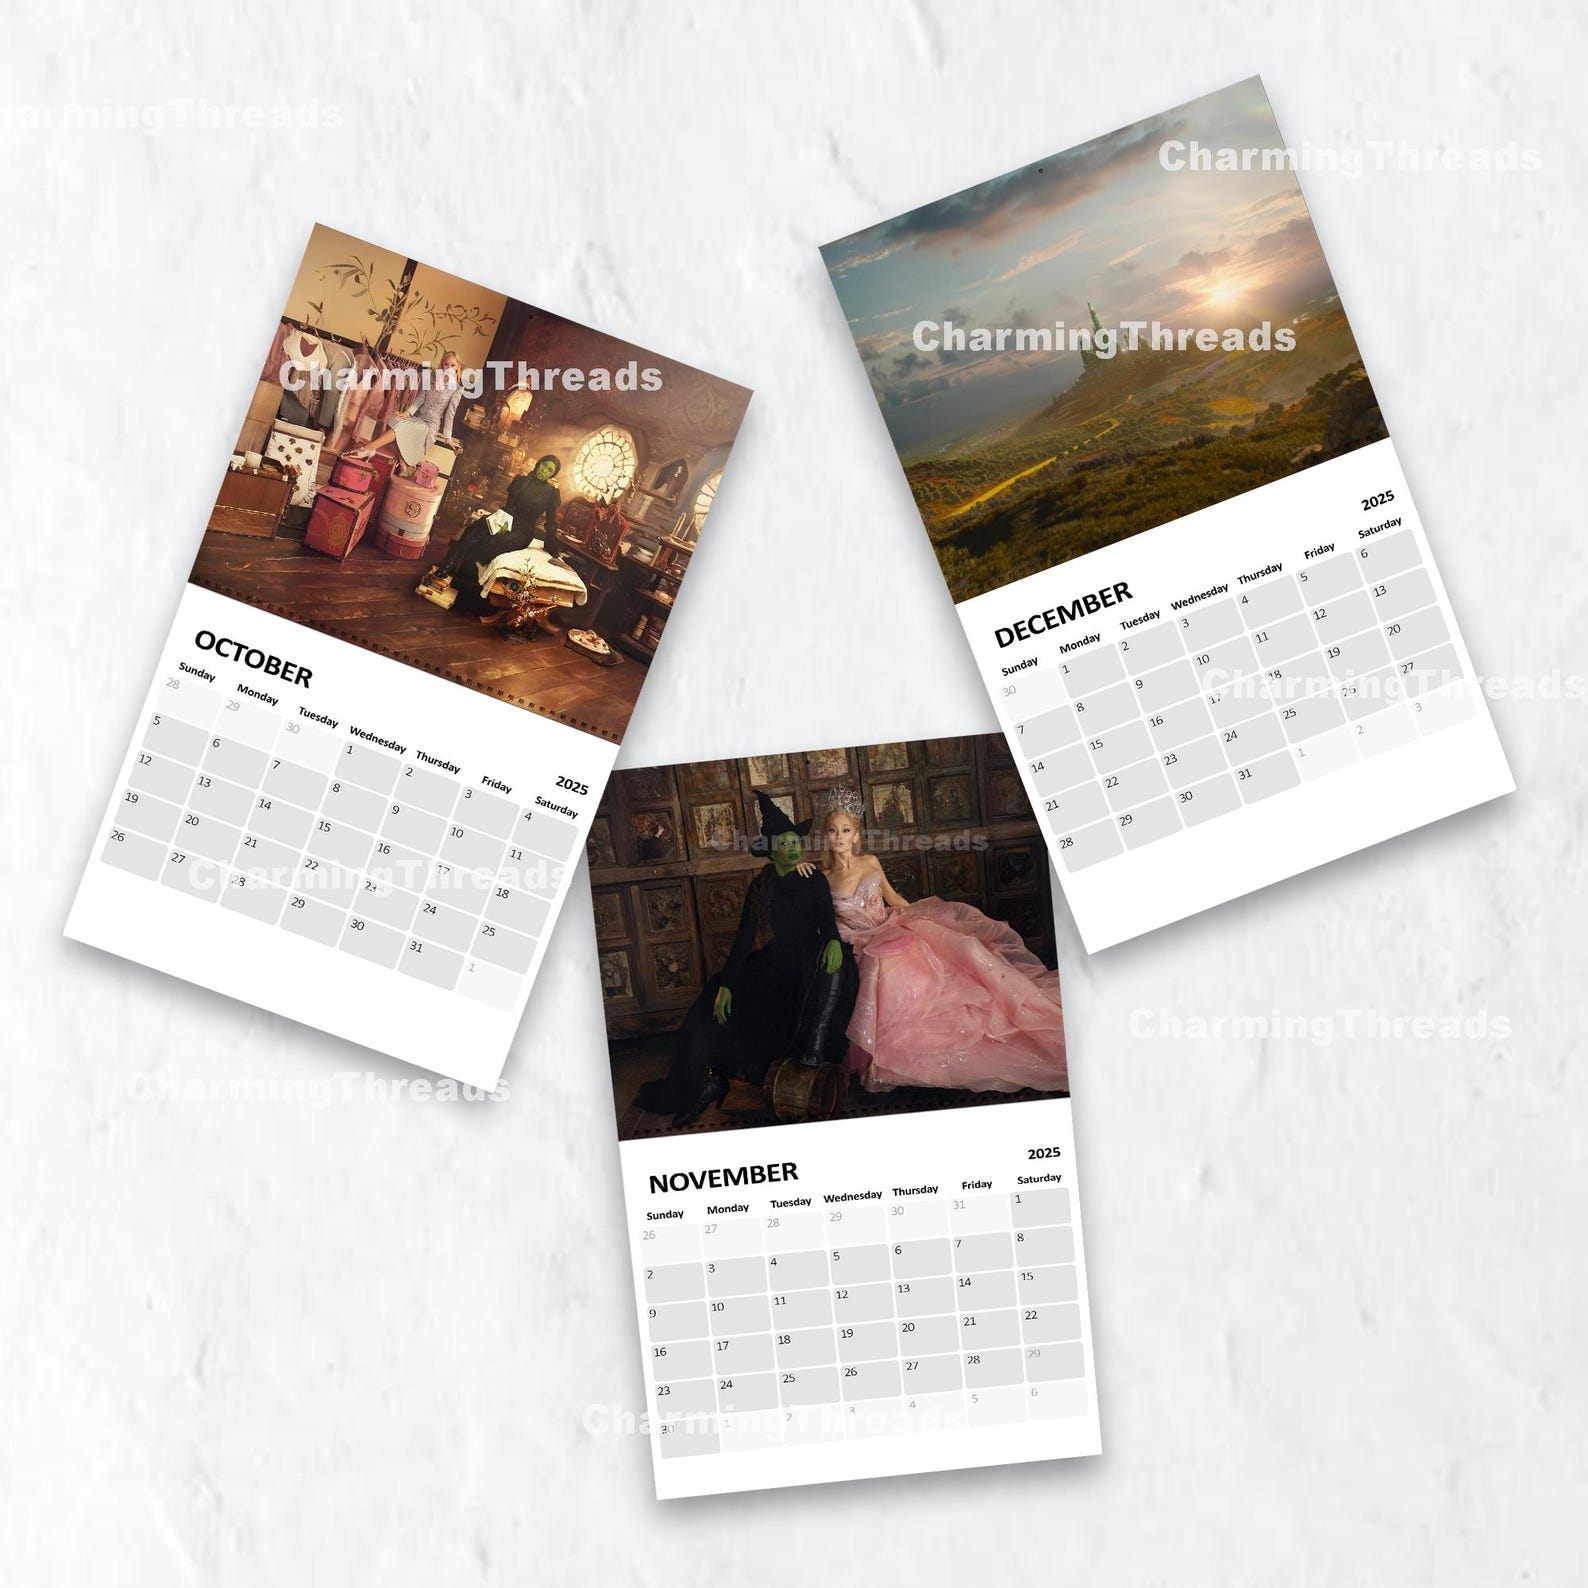 CharmingThreads
CharmingThreads
CharmingThreads
CharmingThreads
OCTOBER
2025
Sunday Monday Tuesday Wednesday Thursday Friday Saturday
28 29 30 1 2 3 4
5 6 7 8 9 10 11
12 13 14 15 16 17 18
19 20 21 22 23 24 25
26 27 28 29 30 31 1
CharmingThreads
CharmingThreads
DECEMBER
2025
Sunday Monday Tuesday Wednesday Thursday Friday Saturday
30 1 2 3 4 5 6
7 8 9 10 11 12 13
14 15 16 17 18 19 20
21 22 23 24 25 26 27
28 29 30 31 1 2 3
CharmingThreads
CharmingThreads
CharmingThreads
NOVEMBER
2025
Sunday Monday Tuesday Wednesday Thursday Friday Saturday
26 27 28 29 30 31 1
2 3 4 5 6 7 8
9 10 11 12 13 14 15
16 17 18 19 20 21 22
23 24 25 26 27 28 29
30 1 2 3 4 5 6
CharmingThreads